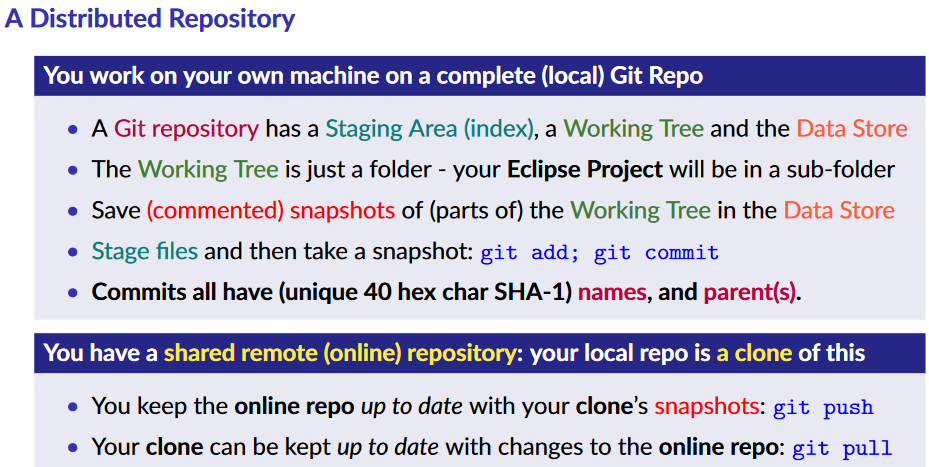 A Distributed Repository
You work on your own machine on a complete (local) Git Repo
• A Git repository has a Staging Area (index), a Working Tree and the Data Store
• The Working Tree is just a folder - your Eclipse Project will be in a sub-folder
• Save (commented) snapshots of (parts of) the Working Tree in the Data Store
• Stage files and then take a snapshot: git add; git commit
• Commits all have (unique 40 hex char SHA-1) names, and parent(s).
You have a shared remote (online) repository: your local repo is a clone of this
• You keep the online repo up to date with your clone's snapshots: git push
• Your clone can be kept up to date with changes to the online repo: git pull